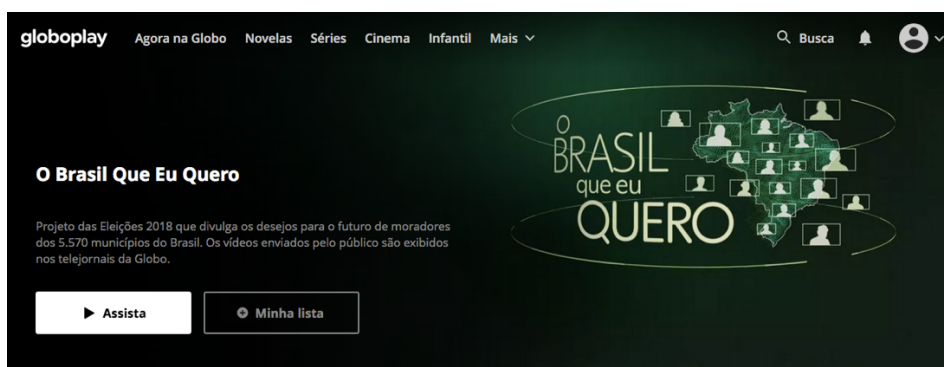 globoplay Agora na Globo Novelas Séries Cinema Infantil Mais Busca
O
BRASIL
que eu
QUERO
O Brasil Que Eu Quero
Projeto das Eleições 2018 que divulga os desejos para o futuro de moradores
dos 5.570 municípios do Brasil. Os vídeos enviados pelo público são exibidos
nos telejornais da Globo.
Assista Minha lista